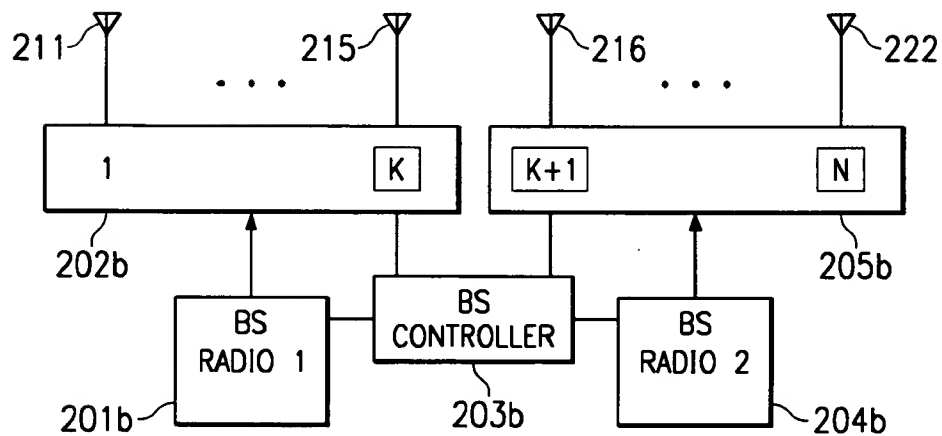 211
215
216
222
. . .
. . .
1
K
K+1
N
202b
205b
BS
RADIO 1
BS
CONTROLLER
BS
RADIO 2
201b
203b
204b